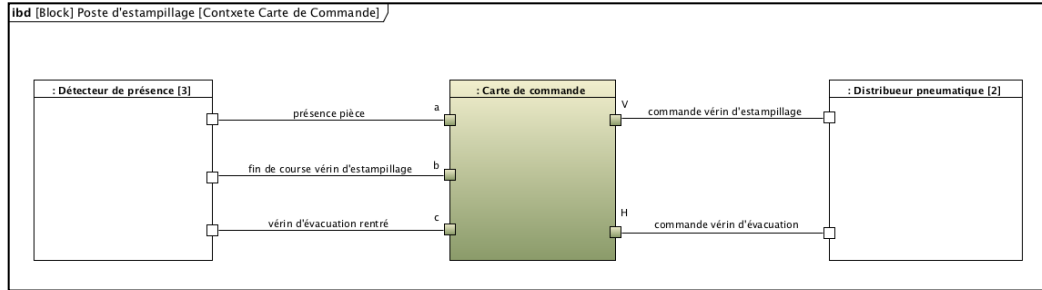 ibd [Block] Poste d'estampillage [Contxete Carte de Commande]
: Détecteur de présence [3]
: Carte de commande
: Distribueur pneumatique [2]
présence pièce
a
V
commande vérin d'estampillage
fin de course vérin d'estampillage
b
vérin d'évacuation rentré
c
H
commande vérin d'évacuation